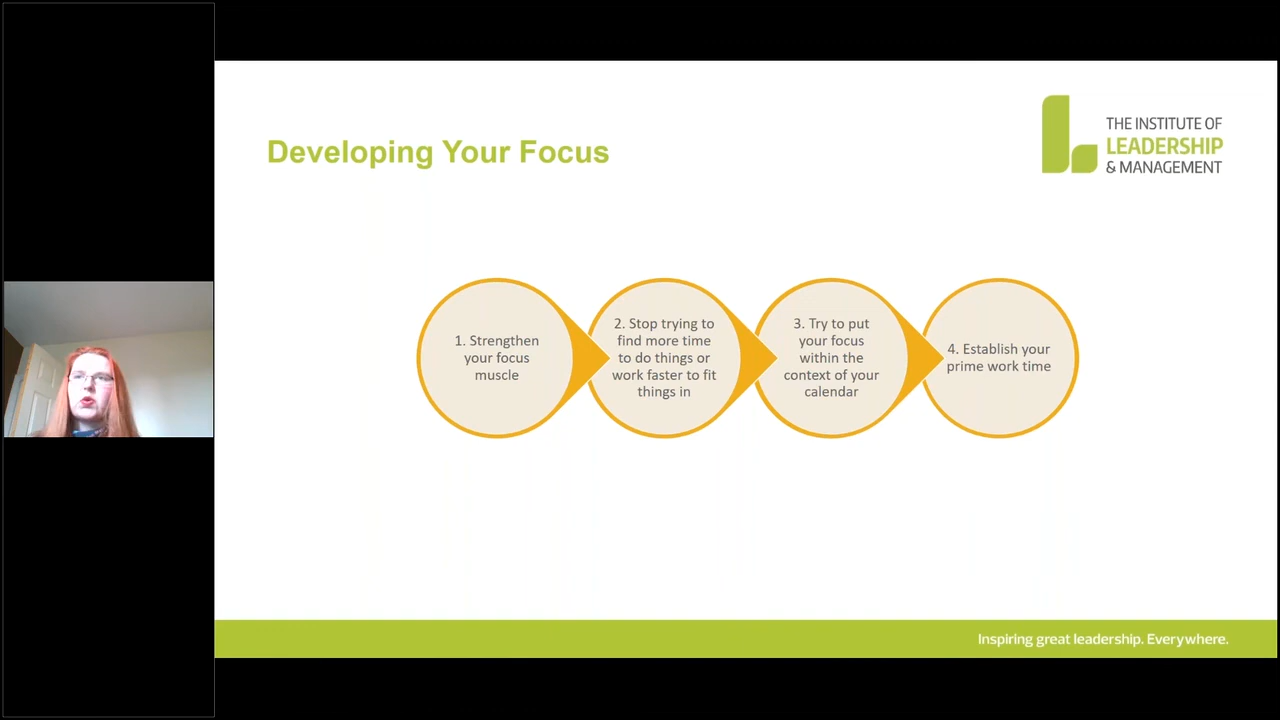 Developing Your Focus
THE INSTITUTE OF
LEADERSHIP
& MANAGEMENT
1. Strengthen
your focus
muscle
2. Stop trying to
find more time
to do things or
work faster to fit
things in
3. Try to put
your focus
within the
context of your
calendar
4. Establish your
prime work time
Inspiring great leadership. Everywhere.